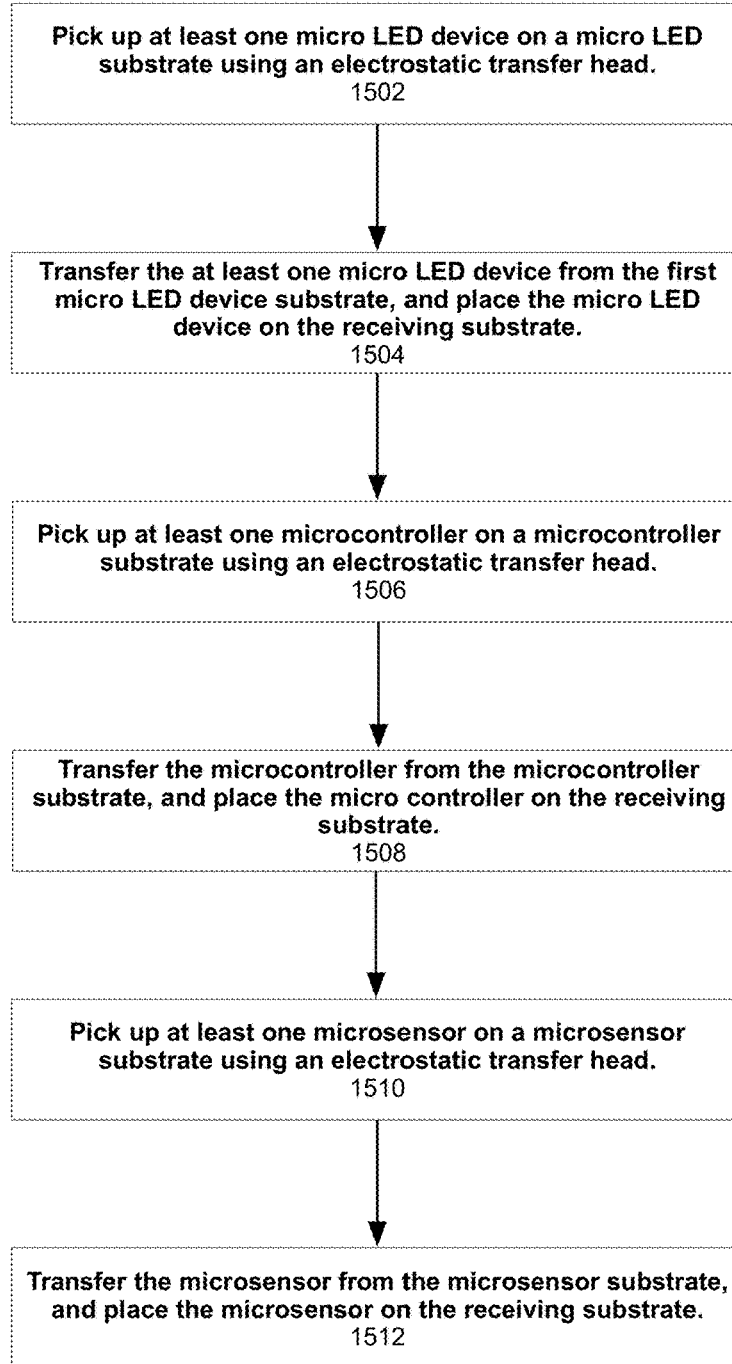 Pick up at least one micro LED device on a micro LED
substrate using an electrostatic transfer head.
1502
Transfer the at least one micro LED device from the first
micro LED device substrate, and place the micro LED
device on the receiving substrate.
1504
Pick up at least one microcontroller on a microcontroller
substrate using an electrostatic transfer head.
1506
Transfer the microcontroller from the microcontroller
substrate, and place the micro controller on the receiving
substrate.
1508
Pick up at least one microsensor on a microsensor
substrate using an electrostatic transfer head.
1510
Transfer the microsensor from the microsensor substrate,
and place the microsensor on the receiving substrate.
1512